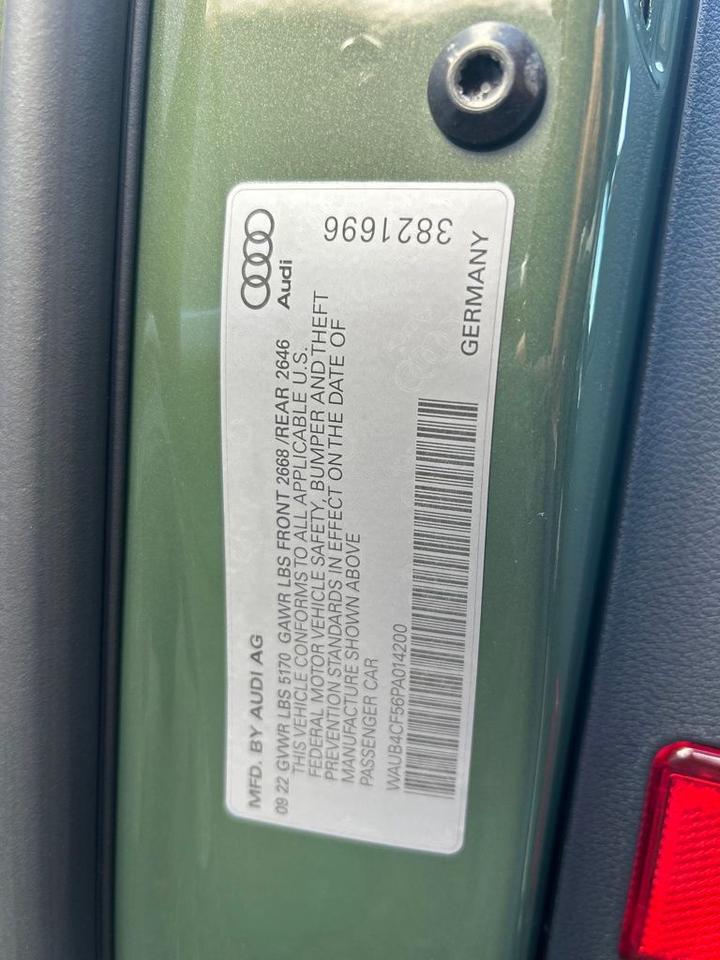 MFD. BY AUDI AG
Audi
09 22 GVWR LBS 5170 GAWR LBS FRONT 2668 /REAR 2646
THIS VEHICLE CONFORMS TO ALL APPLICABLE U.S.
FEDERAL MOTOR VEHICLE SAFETY, BUMPER AND THEFT
PREVENTION STANDARDS IN EFFECT ON THE DATE OF
MANUFACTURE SHOWN ABOVE
PASSENGER CAR
WAUB4CF56PA014200
GERMANY
3821696